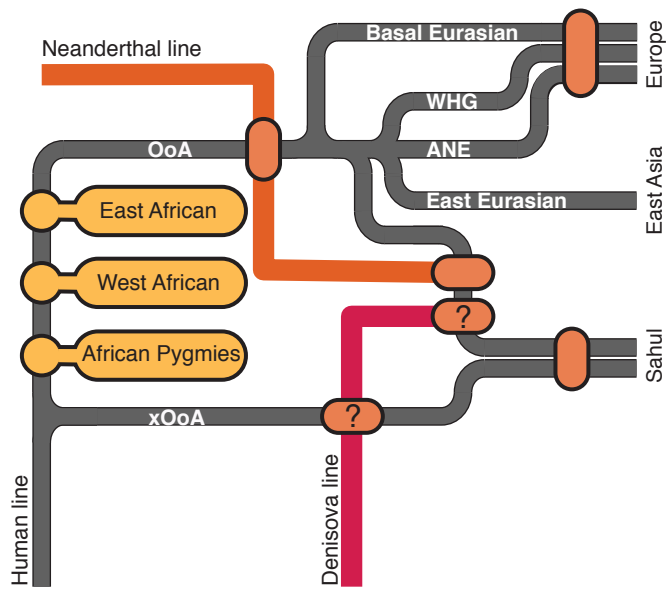 Neanderthal line
Basal Eurasian
Europe
WHG
OoA
ANE
East African
East Eurasian
East Asia
West African
?
African Pygmies
Sahul
xOoA
?
Human line
Denisova line